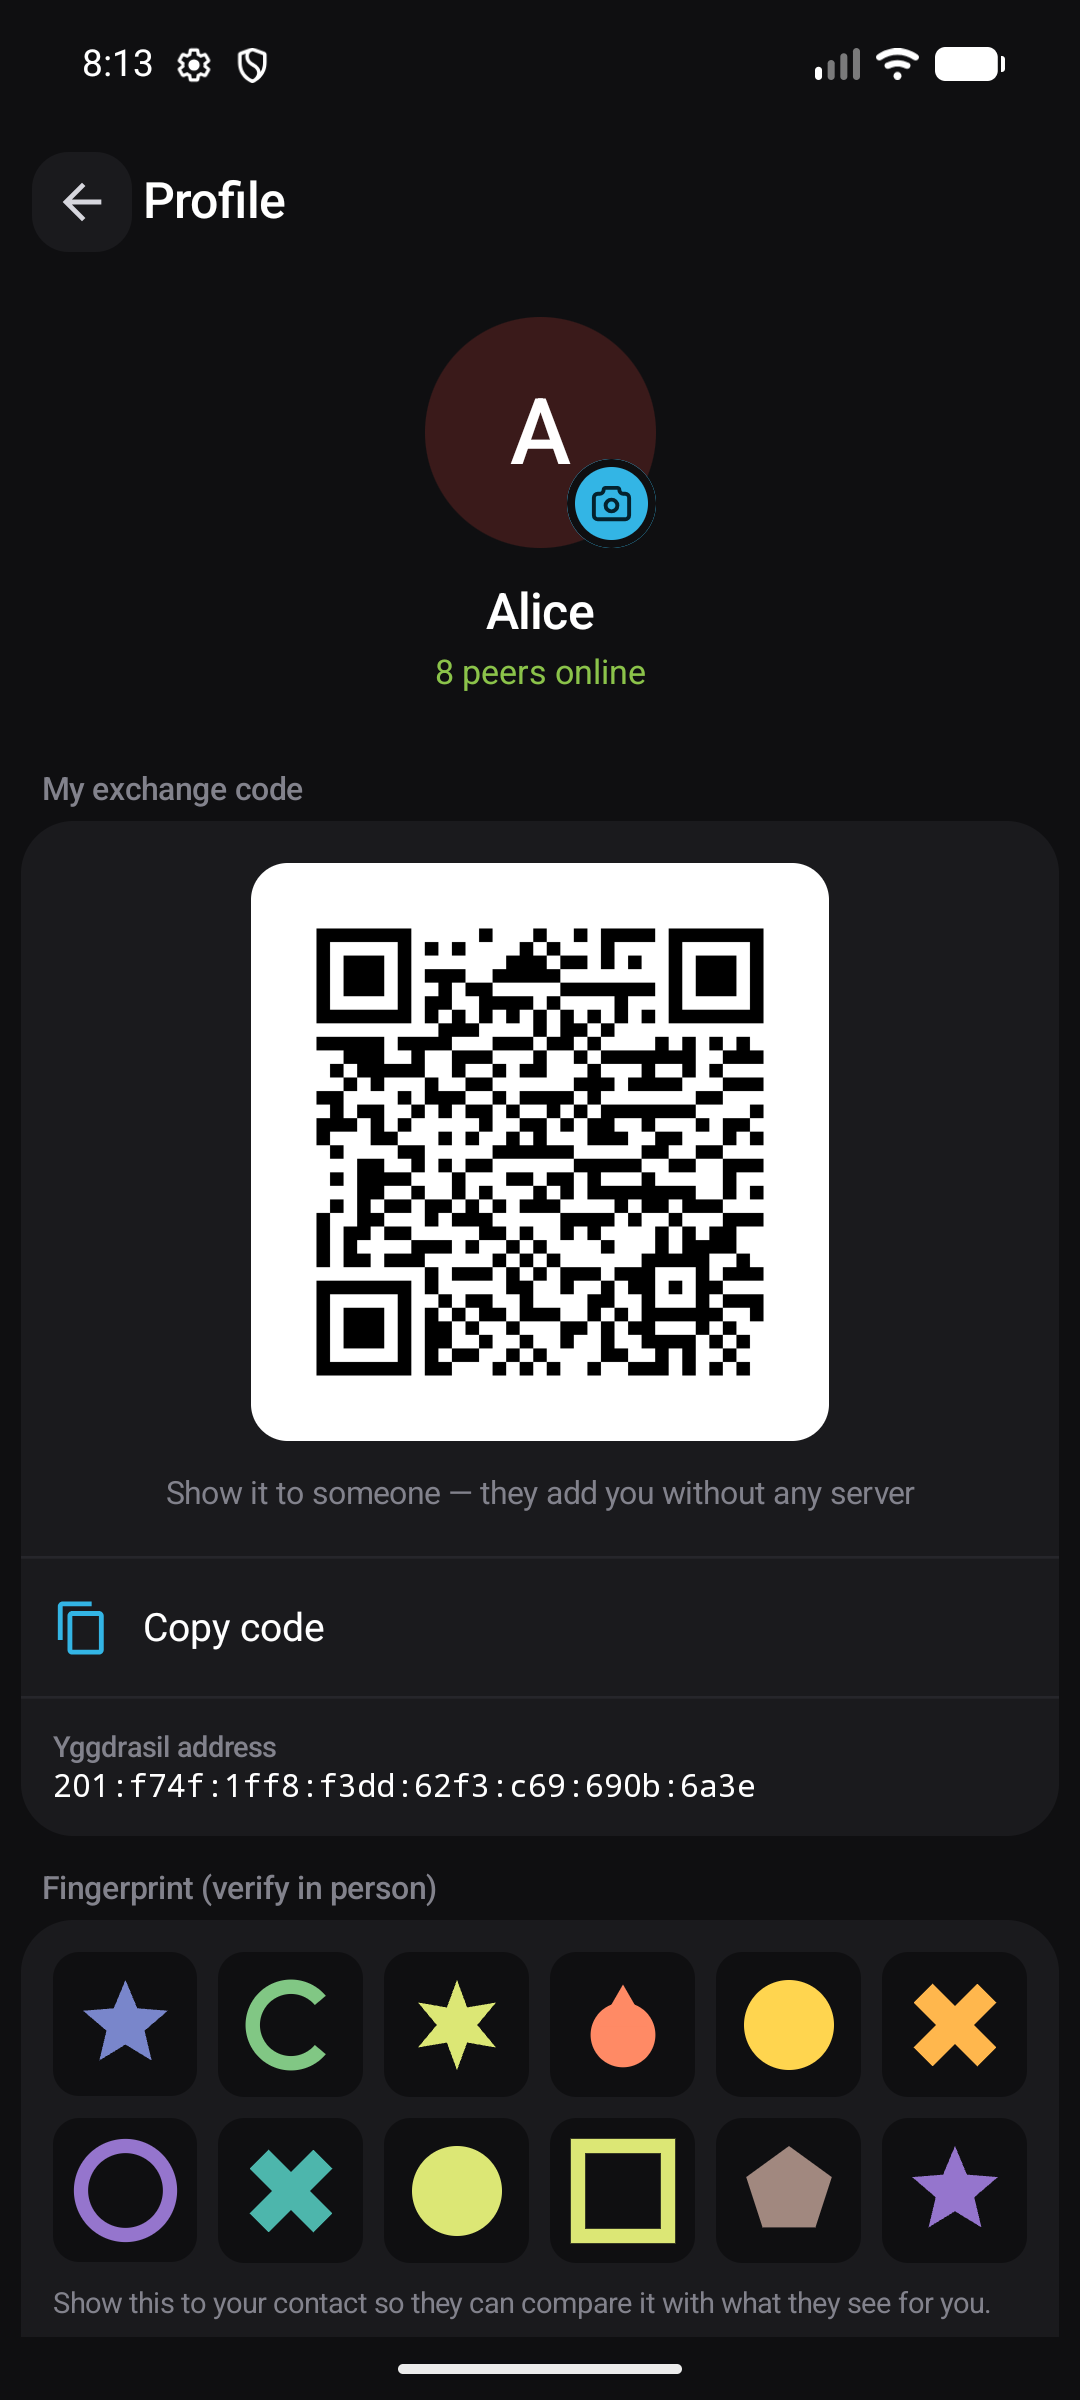 8:13
Profile
A
Alice
8 peers online
My exchange code
Show it to someone — they add you without any server
Copy code
Yggdrasil address
201:f74f:1ff8:f3dd:62f3:c69:690b:6a3e
Fingerprint (verify in person)
Show this to your contact so they can compare it with what they see for you.